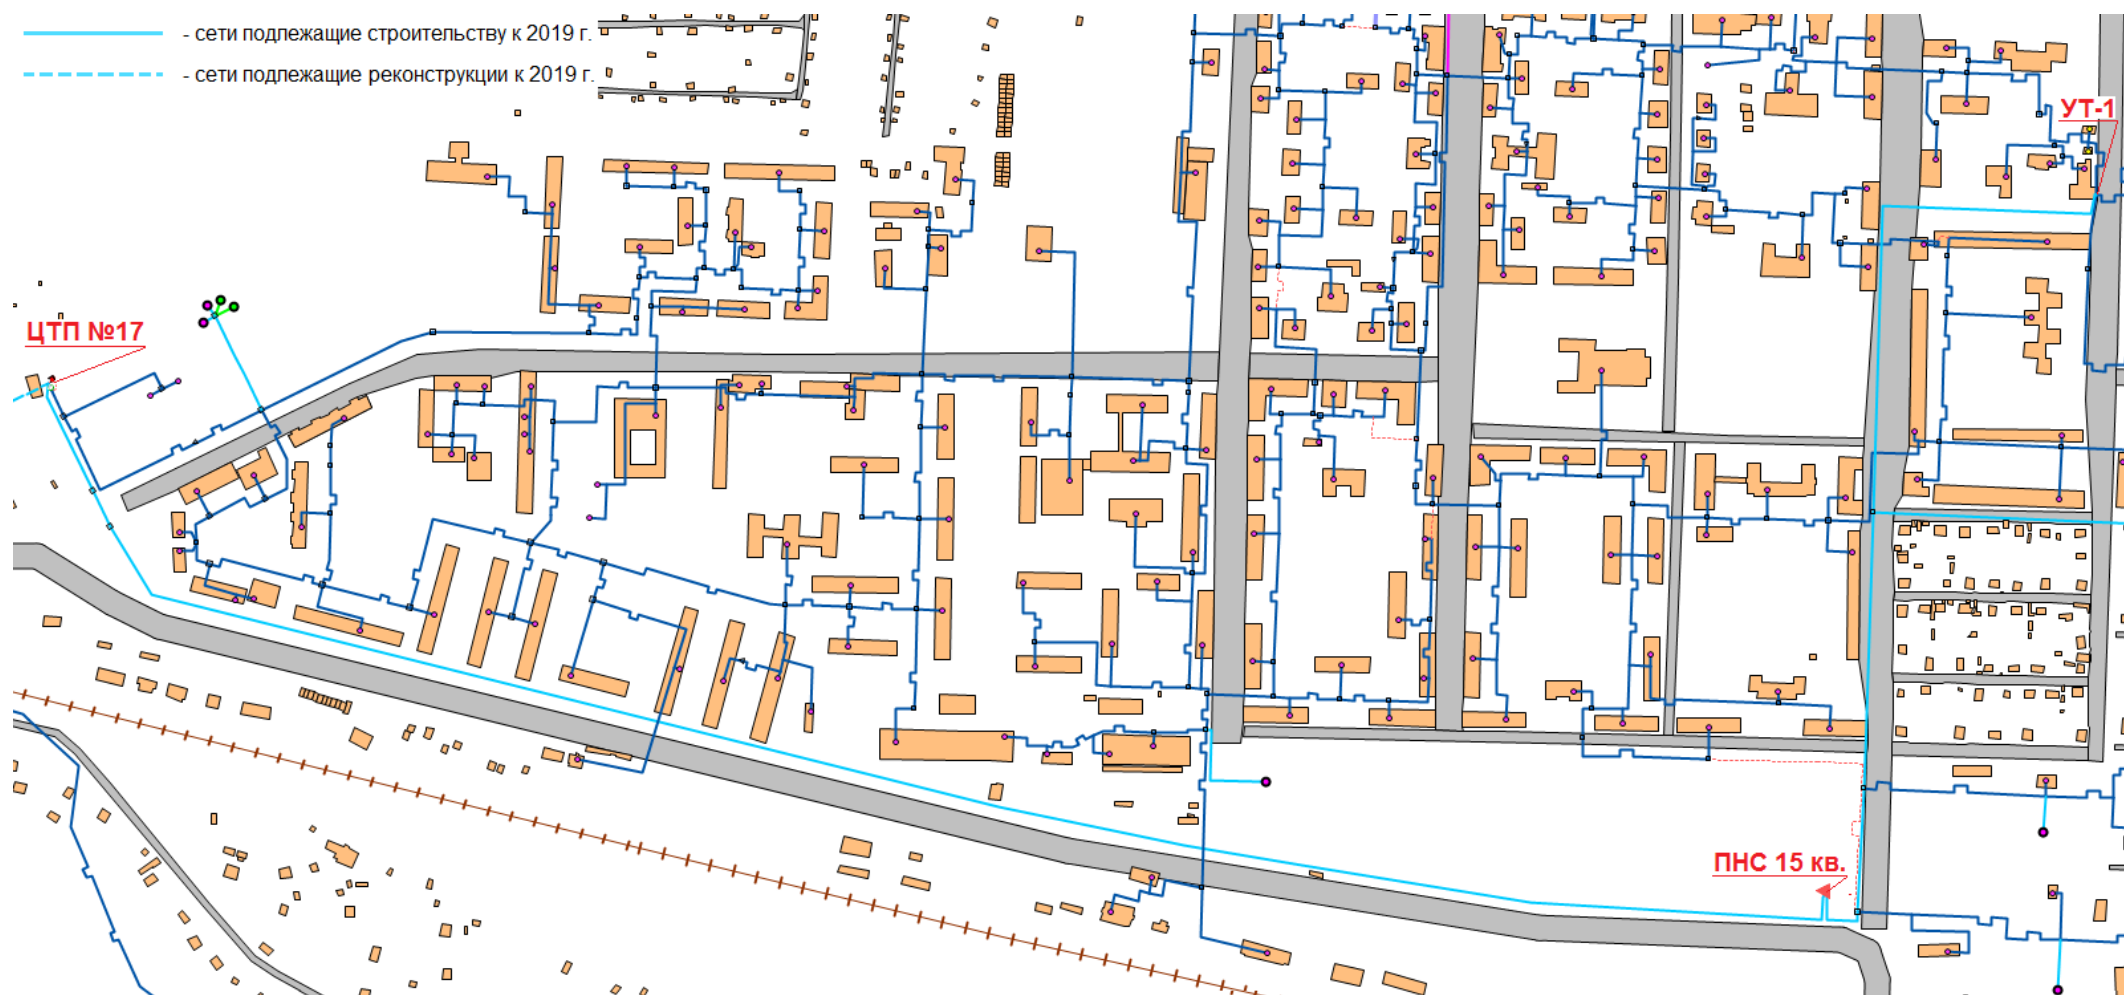 - сети подлежащие строительству к 2019 г.
- сети подлежащие реконструкции к 2019 г.
УТ-1
ЦТП №17
ПНС 15 кв.